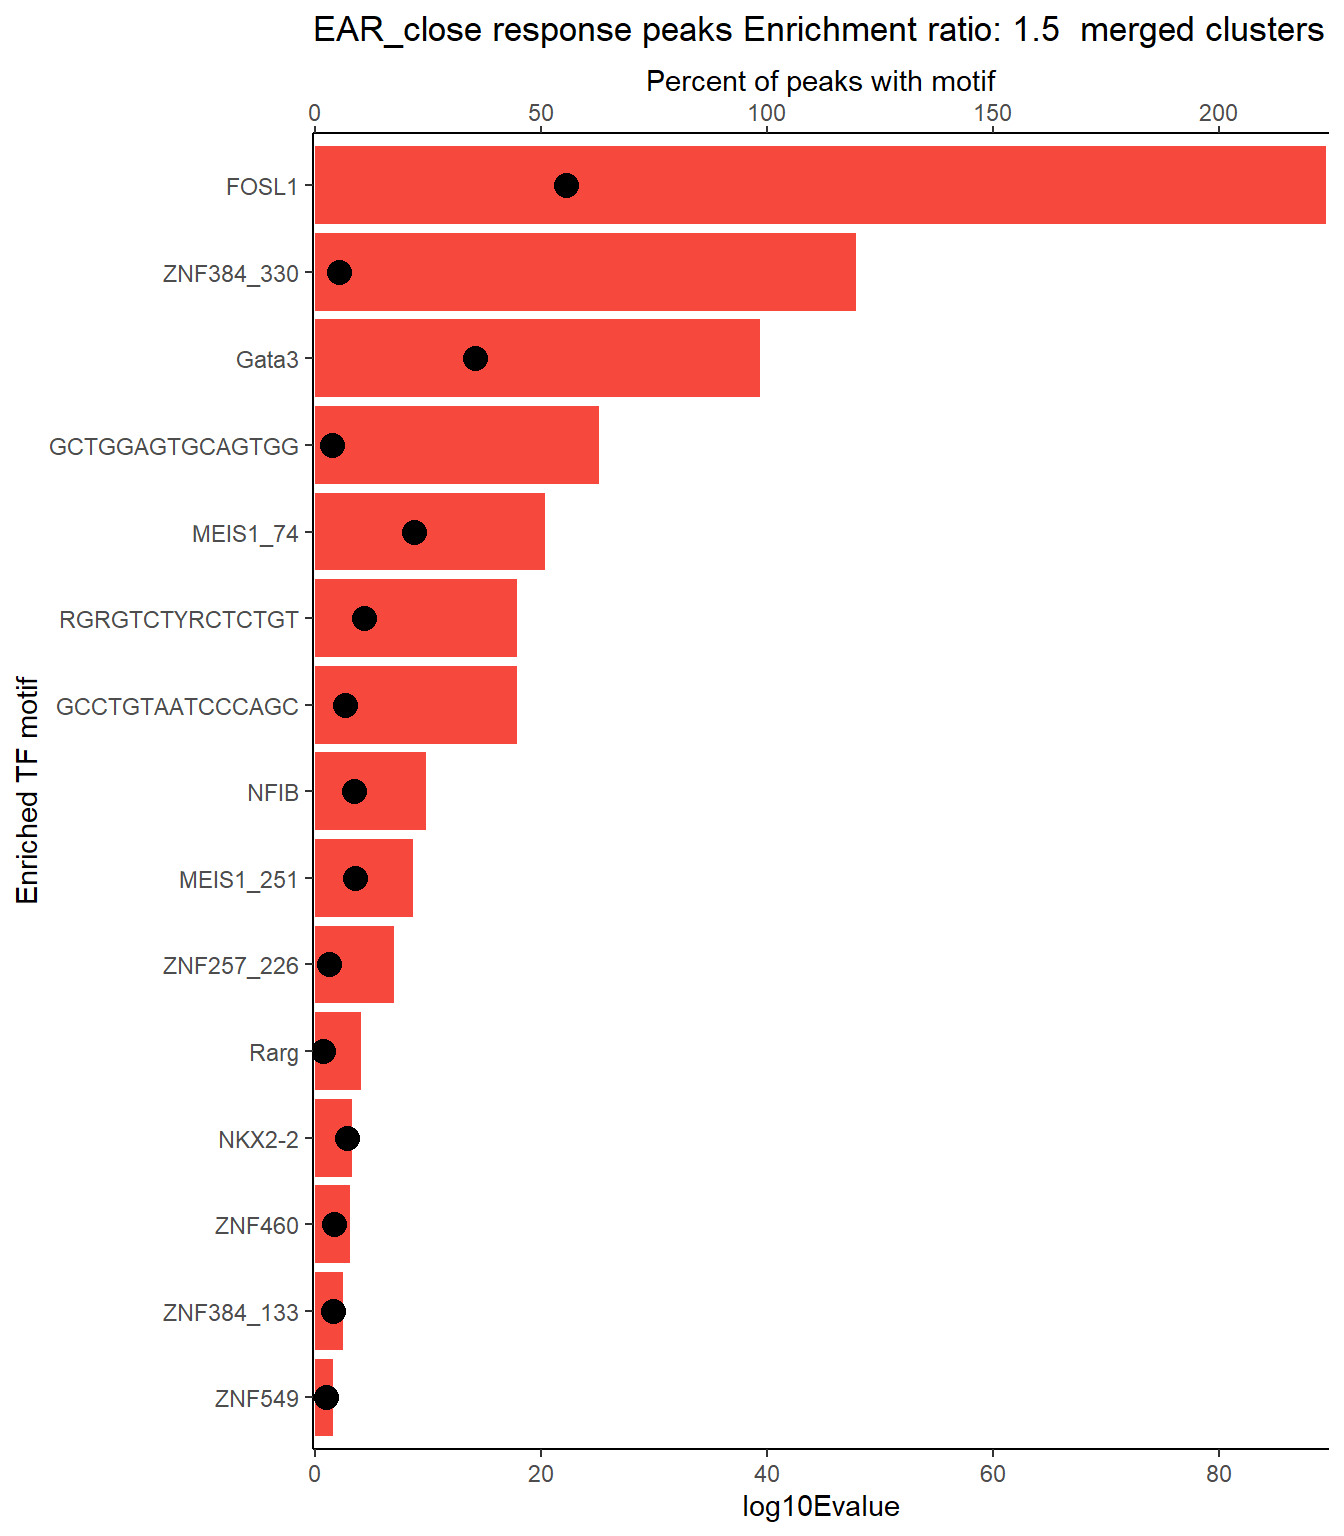 EAR_close response peaks Enrichment ratio: 1.5  merged clusters
Percent of peaks with motif
0 50 100 150 200
FOSL1
ZNF384_330
Gata3
GCTGGAGTGCAGTGG
MEIS1_74
RGRGTCTYRCTCTGT
GCCTGTAATCCCAGC
NFIB
MEIS1_251
ZNF257_226
Rarg
NKX2-2
ZNF460
ZNF384_133
ZNF549
Enriched TF motif
0 20 40 60 80
log10Evalue